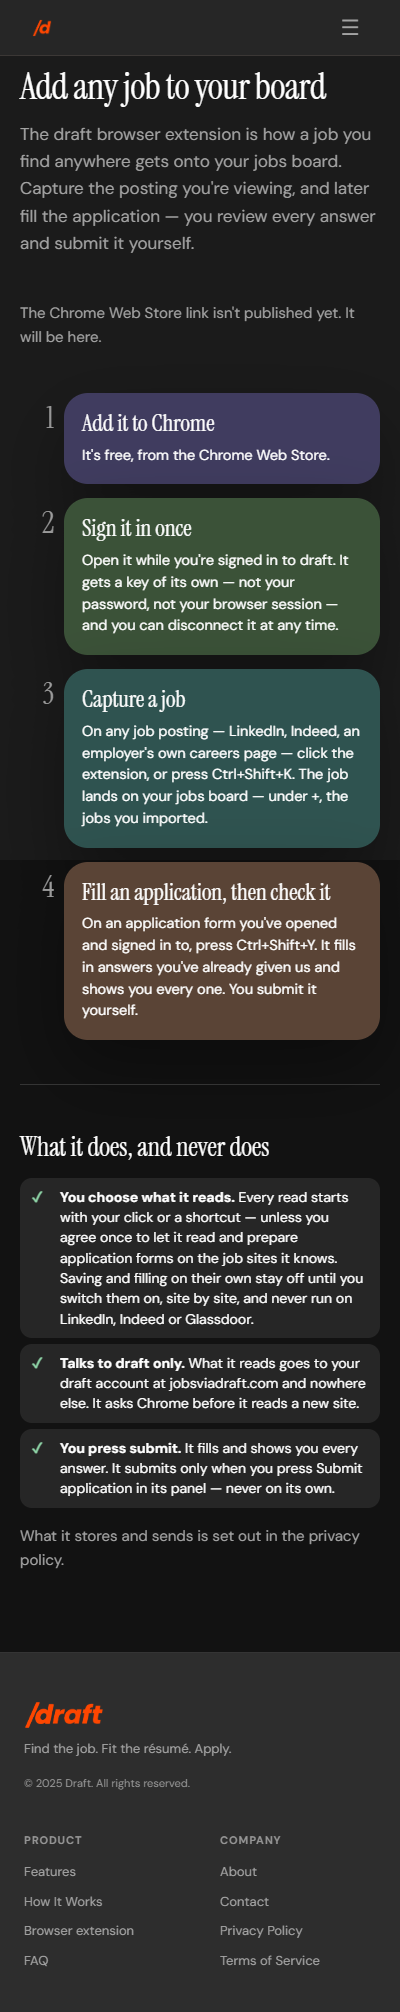 /d
Add any job to your board
The draft browser extension is how a job you
find anywhere gets onto your jobs board.
Capture the posting you're viewing, and later
fill the application — you review every answer
and submit it yourself.
The Chrome Web Store link isn't published yet. It
will be here.
1
Add it to Chrome
It's free, from the Chrome Web Store.
2
Sign it in once
Open it while you're signed in to draft. It
gets a key of its own — not your
password, not your browser session —
and you can disconnect it at any time.
3
Capture a job
On any job posting — LinkedIn, Indeed, an
employer's own careers page — click the
extension, or press Ctrl+Shift+K. The job
lands on your jobs board — under +, the
jobs you imported.
4
Fill an application, then check it
On an application form you've opened
and signed in to, press Ctrl+Shift+Y. It fills
in answers you've already given us and
shows you every one. You submit it
yourself.
What it does, and never does
✓ You choose what it reads. Every read starts
with your click or a shortcut — unless you
agree once to let it read and prepare
application forms on the job sites it knows.
Saving and filling on their own stay off until you
switch them on, site by site, and never run on
LinkedIn, Indeed or Glassdoor.
✓ Talks to draft only. What it reads goes to your
draft account at jobsviadraft.com and nowhere
else. It asks Chrome before it reads a new site.
✓ You press submit. It fills and shows you every
answer. It submits only when you press Submit
application in its panel — never on its own.
What it stores and sends is set out in the privacy
policy.
/draft
Find the job. Fit the résumé. Apply.
© 2025 Draft. All rights reserved.
PRODUCT
Features
How It Works
Browser extension
FAQ
COMPANY
About
Contact
Privacy Policy
Terms of Service